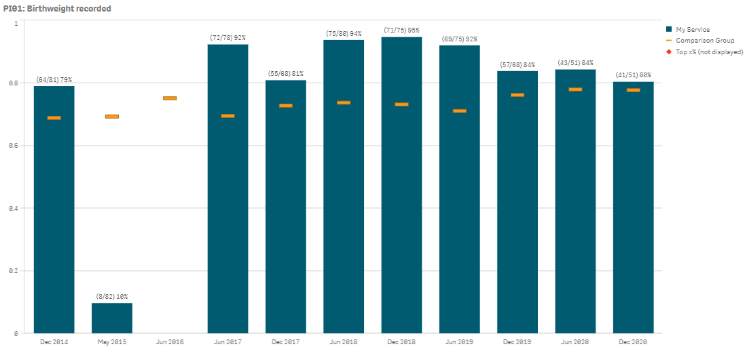 PI01: Birthweight recorded
1
0.8
0.6
0.4
0.2
0
(64/81) 79%
(8/82) 10%
(72/78) 92%
(55/68) 81%
(75/80) 94%
(71/75) 95%
(69/75) 92%
(57/68) 84%
(43/51) 84%
(41/51) 80%
Dec 2014
May 2015
Jun 2016
Jun 2017
Dec 2017
Jun 2018
Dec 2018
Jun 2019
Dec 2019
Jun 2020
Dec 2020
My Service
Comparison Group
Top x% (not displayed)